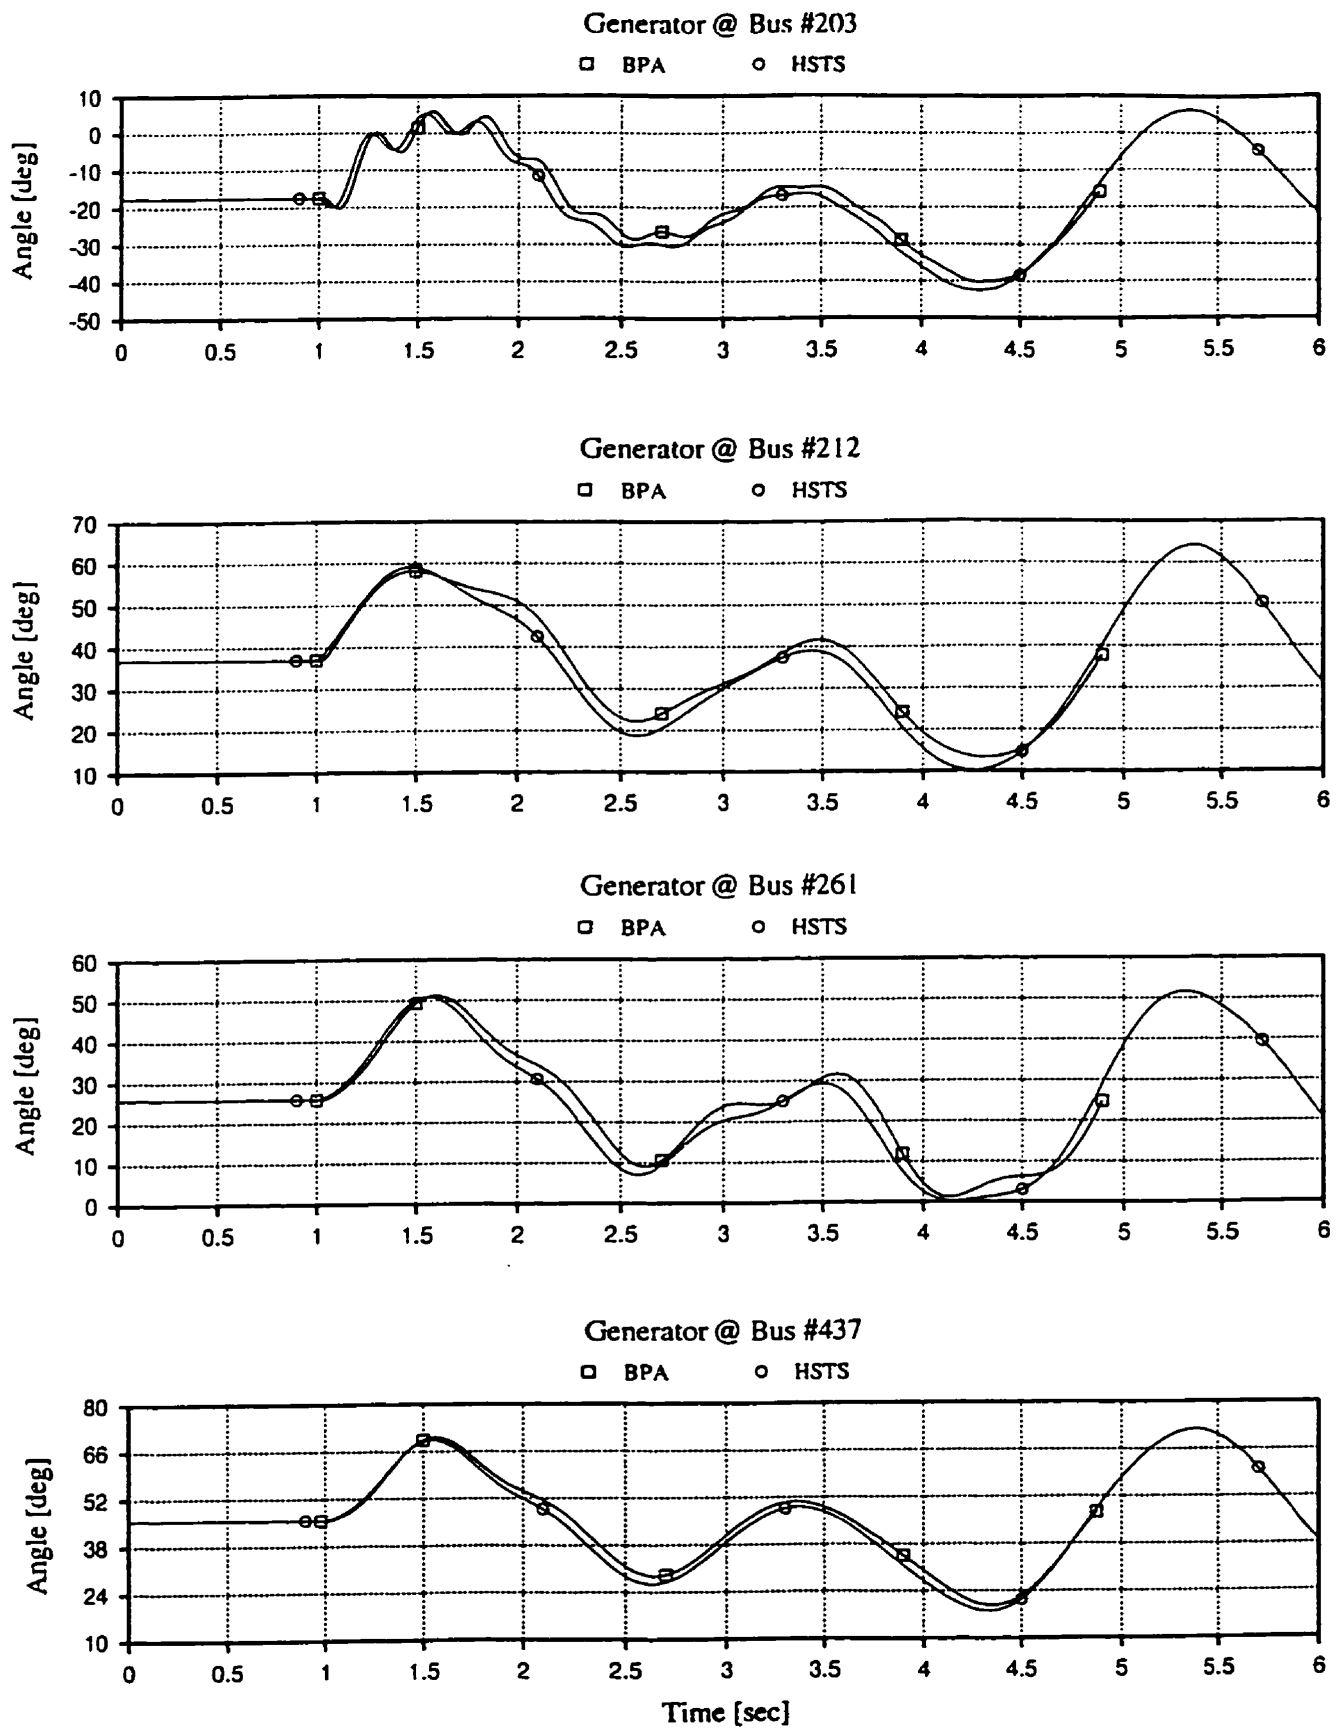 Generator @ Bus #203
BPA HSTS
Angle [deg]
10
0
-10
-20
-30
-40
-50
0 0.5 1 1.5 2 2.5 3 3.5 4 4.5 5 5.5 6
Generator @ Bus #212
BPA HSTS
Angle [deg]
70
60
50
40
30
20
10
0 0.5 1 1.5 2 2.5 3 3.5 4 4.5 5 5.5 6
Generator @ Bus #261
BPA HSTS
Angle [deg]
60
50
40
30
20
10
0
0 0.5 1 1.5 2 2.5 3 3.5 4 4.5 5 5.5 6
Generator @ Bus #437
BPA HSTS
Angle [deg]
80
66
52
38
24
10
0 0.5 1 1.5 2 2.5 3 3.5 4 4.5 5 5.5 6
Time [sec]